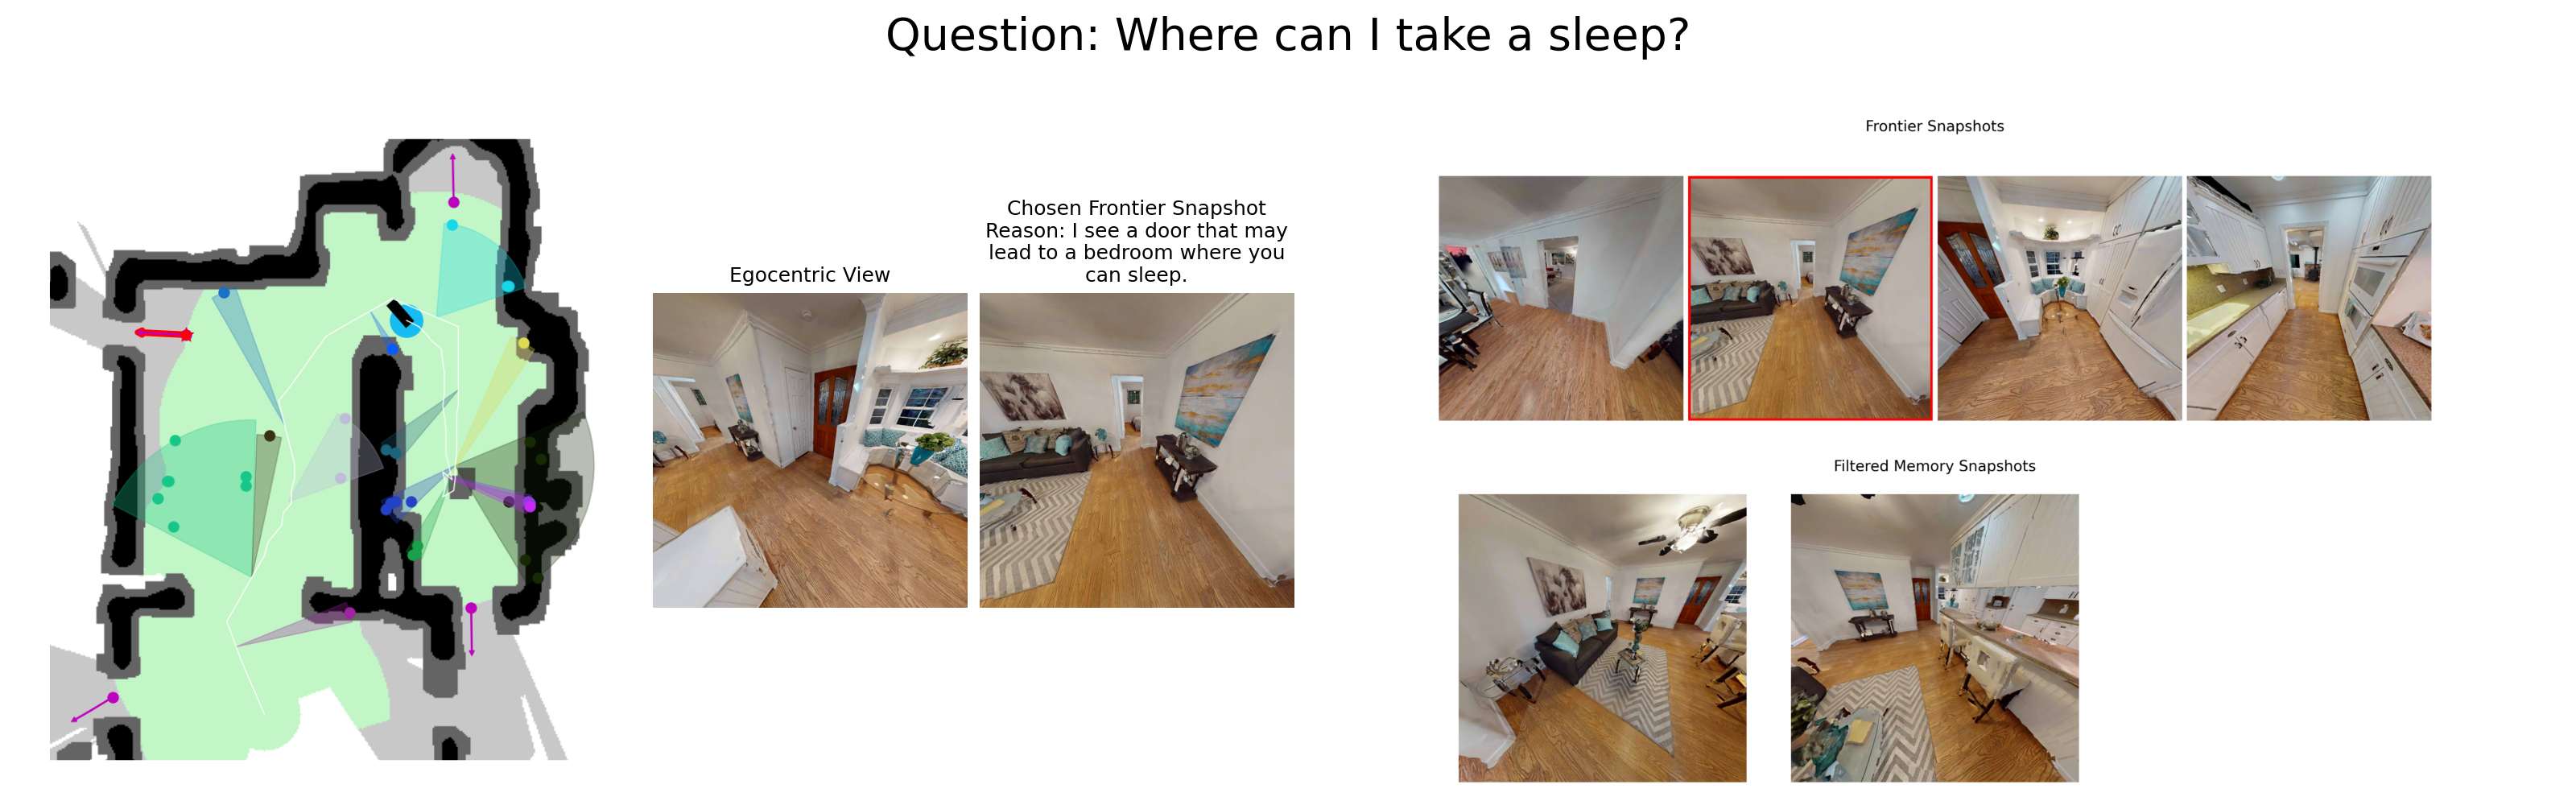 Question: Where can I take a sleep?
Frontier Snapshots
Chosen Frontier Snapshot
Reason: I see a door that may
lead to a bedroom where you
can sleep.
Egocentric View
Filtered Memory Snapshots